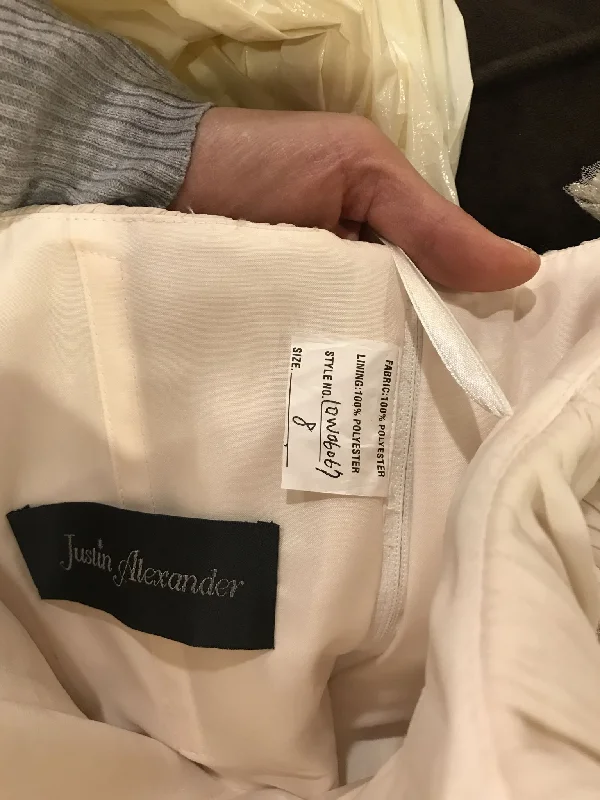 FABRIC:100% POLYESTER
LINING:100% POLYESTER
STYLE NO.
SIZE. 8
Justin Alexander